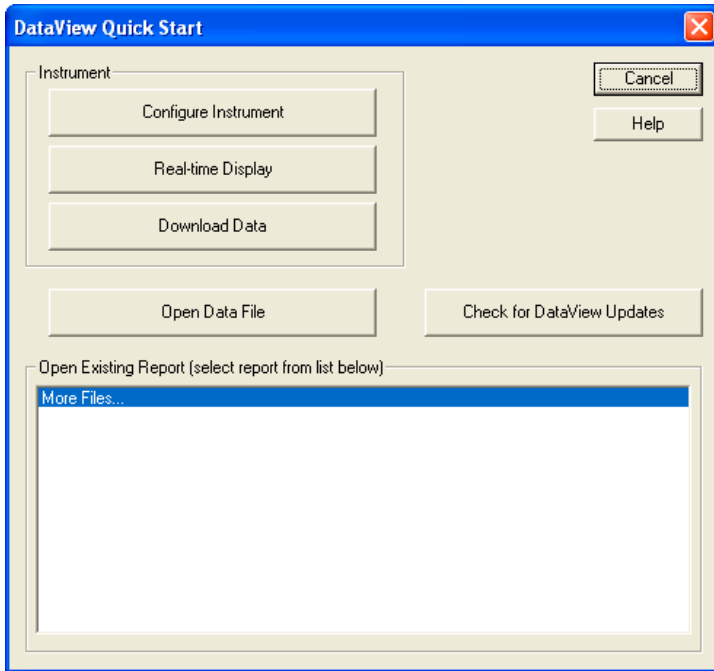 DataView Quick Start
Instrument
Configure Instrument
Real-time Display
Download Data
Cancel
Help
Open Data File
Check for DataView Updates
Open Existing Report (select report from list below)
More Files...